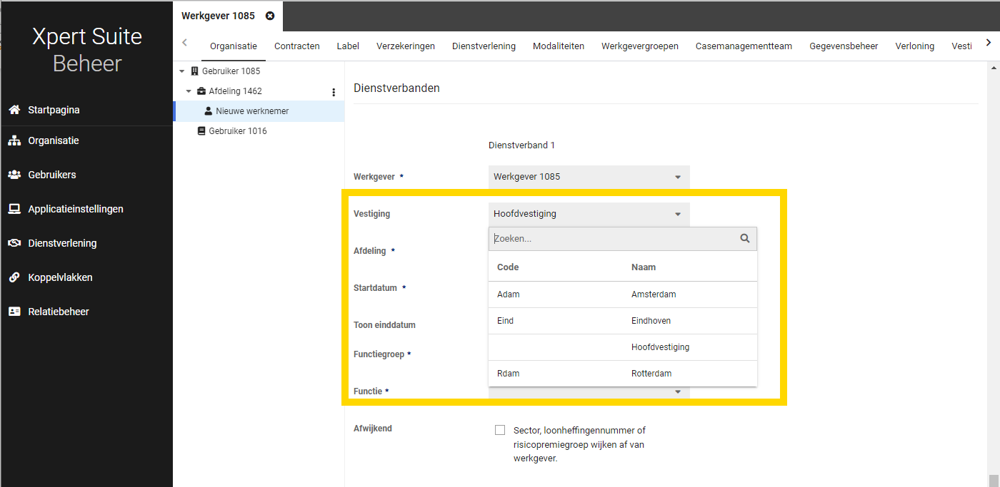 Xpert Suite
Beheer
Startpagina
Organisatie
Gebruikers
Applicatieinstellingen
Dienstverlening
Koppelvlakken
Relatiebeheer
Werkgever 1085
Organisatie Contracten Label Verzekeringen Dienstverlening Modaliteiten Werkgevergroepen Casemanagementteam Gegevensbeheer Verloning Vesti
Gebruiker 1085
Afdeling 1462
Nieuwe werknemer
Gebruiker 1016
Dienstverbanden
Dienstverband 1
Werkgever * Werkgever 1085
Vestiging Hoofdvestiging
Zoeken...
Afdeling *
Code Naam
Startdatum *
Adam Amsterdam
Eind Eindhoven
Toon einddatum
Hoofdvestiging
Functiegroep *
Rdam Rotterdam
Functie *
Afwijkend
Sector, loonheffingennummer of
risicopremiegroep wijken af van
werkgever.